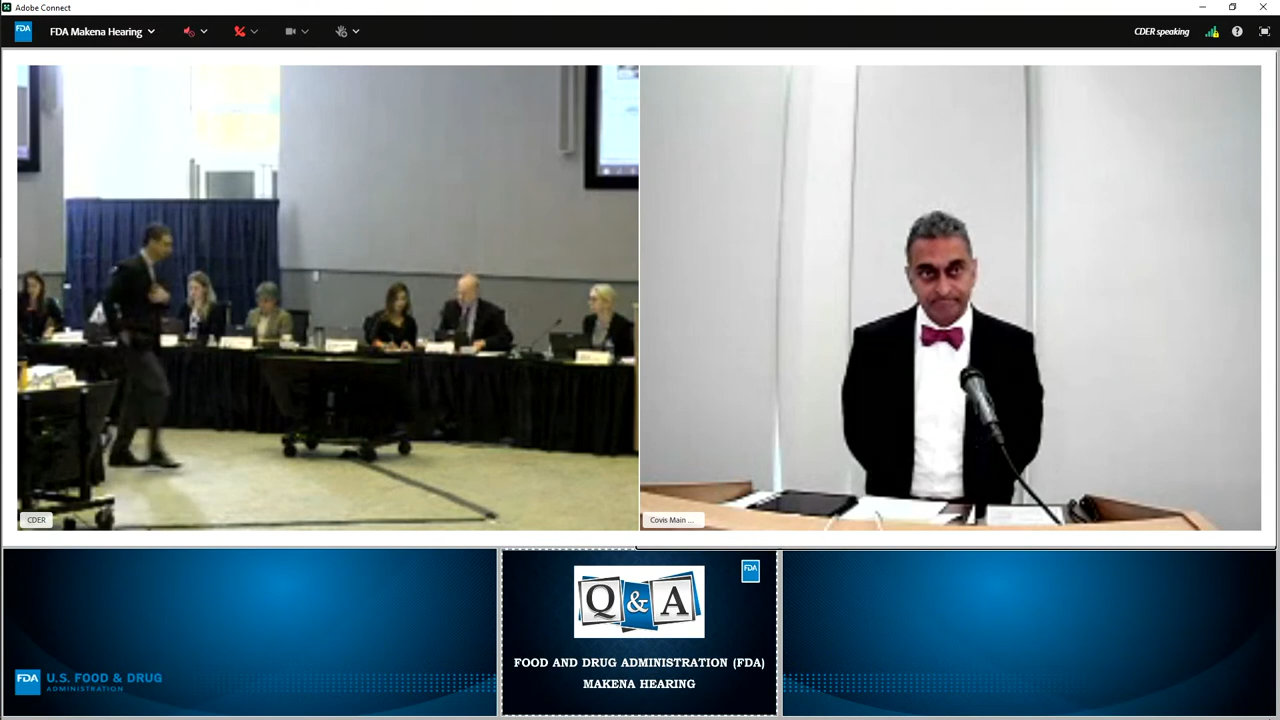 Adobe Connect
FDA
FDA Makena Hearing
CDER speaking
CDER
Covis Main ...
FDA
Q & A
FOOD AND DRUG ADMINISTRATION (FDA)
MAKENA HEARING
FDA
U.S. FOOD & DRUG
ADMINISTRATION